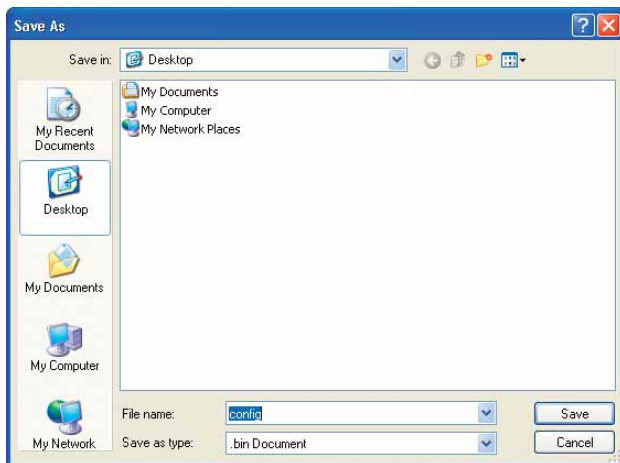 Save As
?
X
Save in:
Desktop
My Recent
Documents
Desktop
My Documents
My Computer
My Network
My Documents
My Computer
My Network Places
File name:
config
Save
Save as type:
.bin Document
Cancel